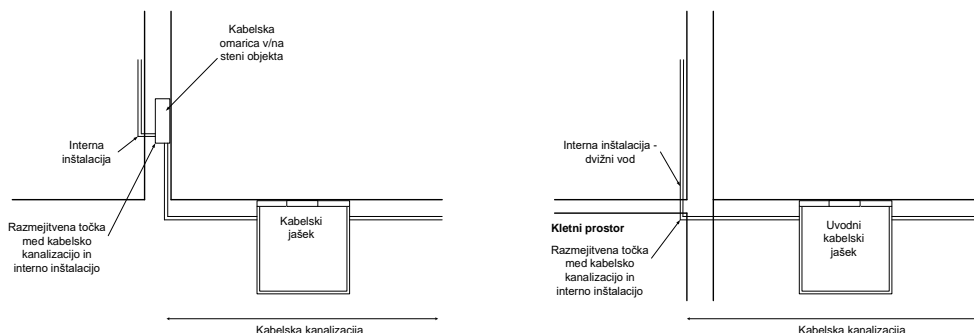 Kabelska
omarica v/na
steni objekta
Interna
inštalacija
Razmejitvena točka
med kabelsko
kanalizacijo in
interno inštalacijo
Kabelski
jašek
Kabelska kanalizacija
Interna inštalacija -
dvižni vod
Kletni prostor
Razmejitvena točka
med kabelsko
kanalizacijo in
interno inštalacijo
Uvodni
kabelski
jašek
Kabelska kanalizacija